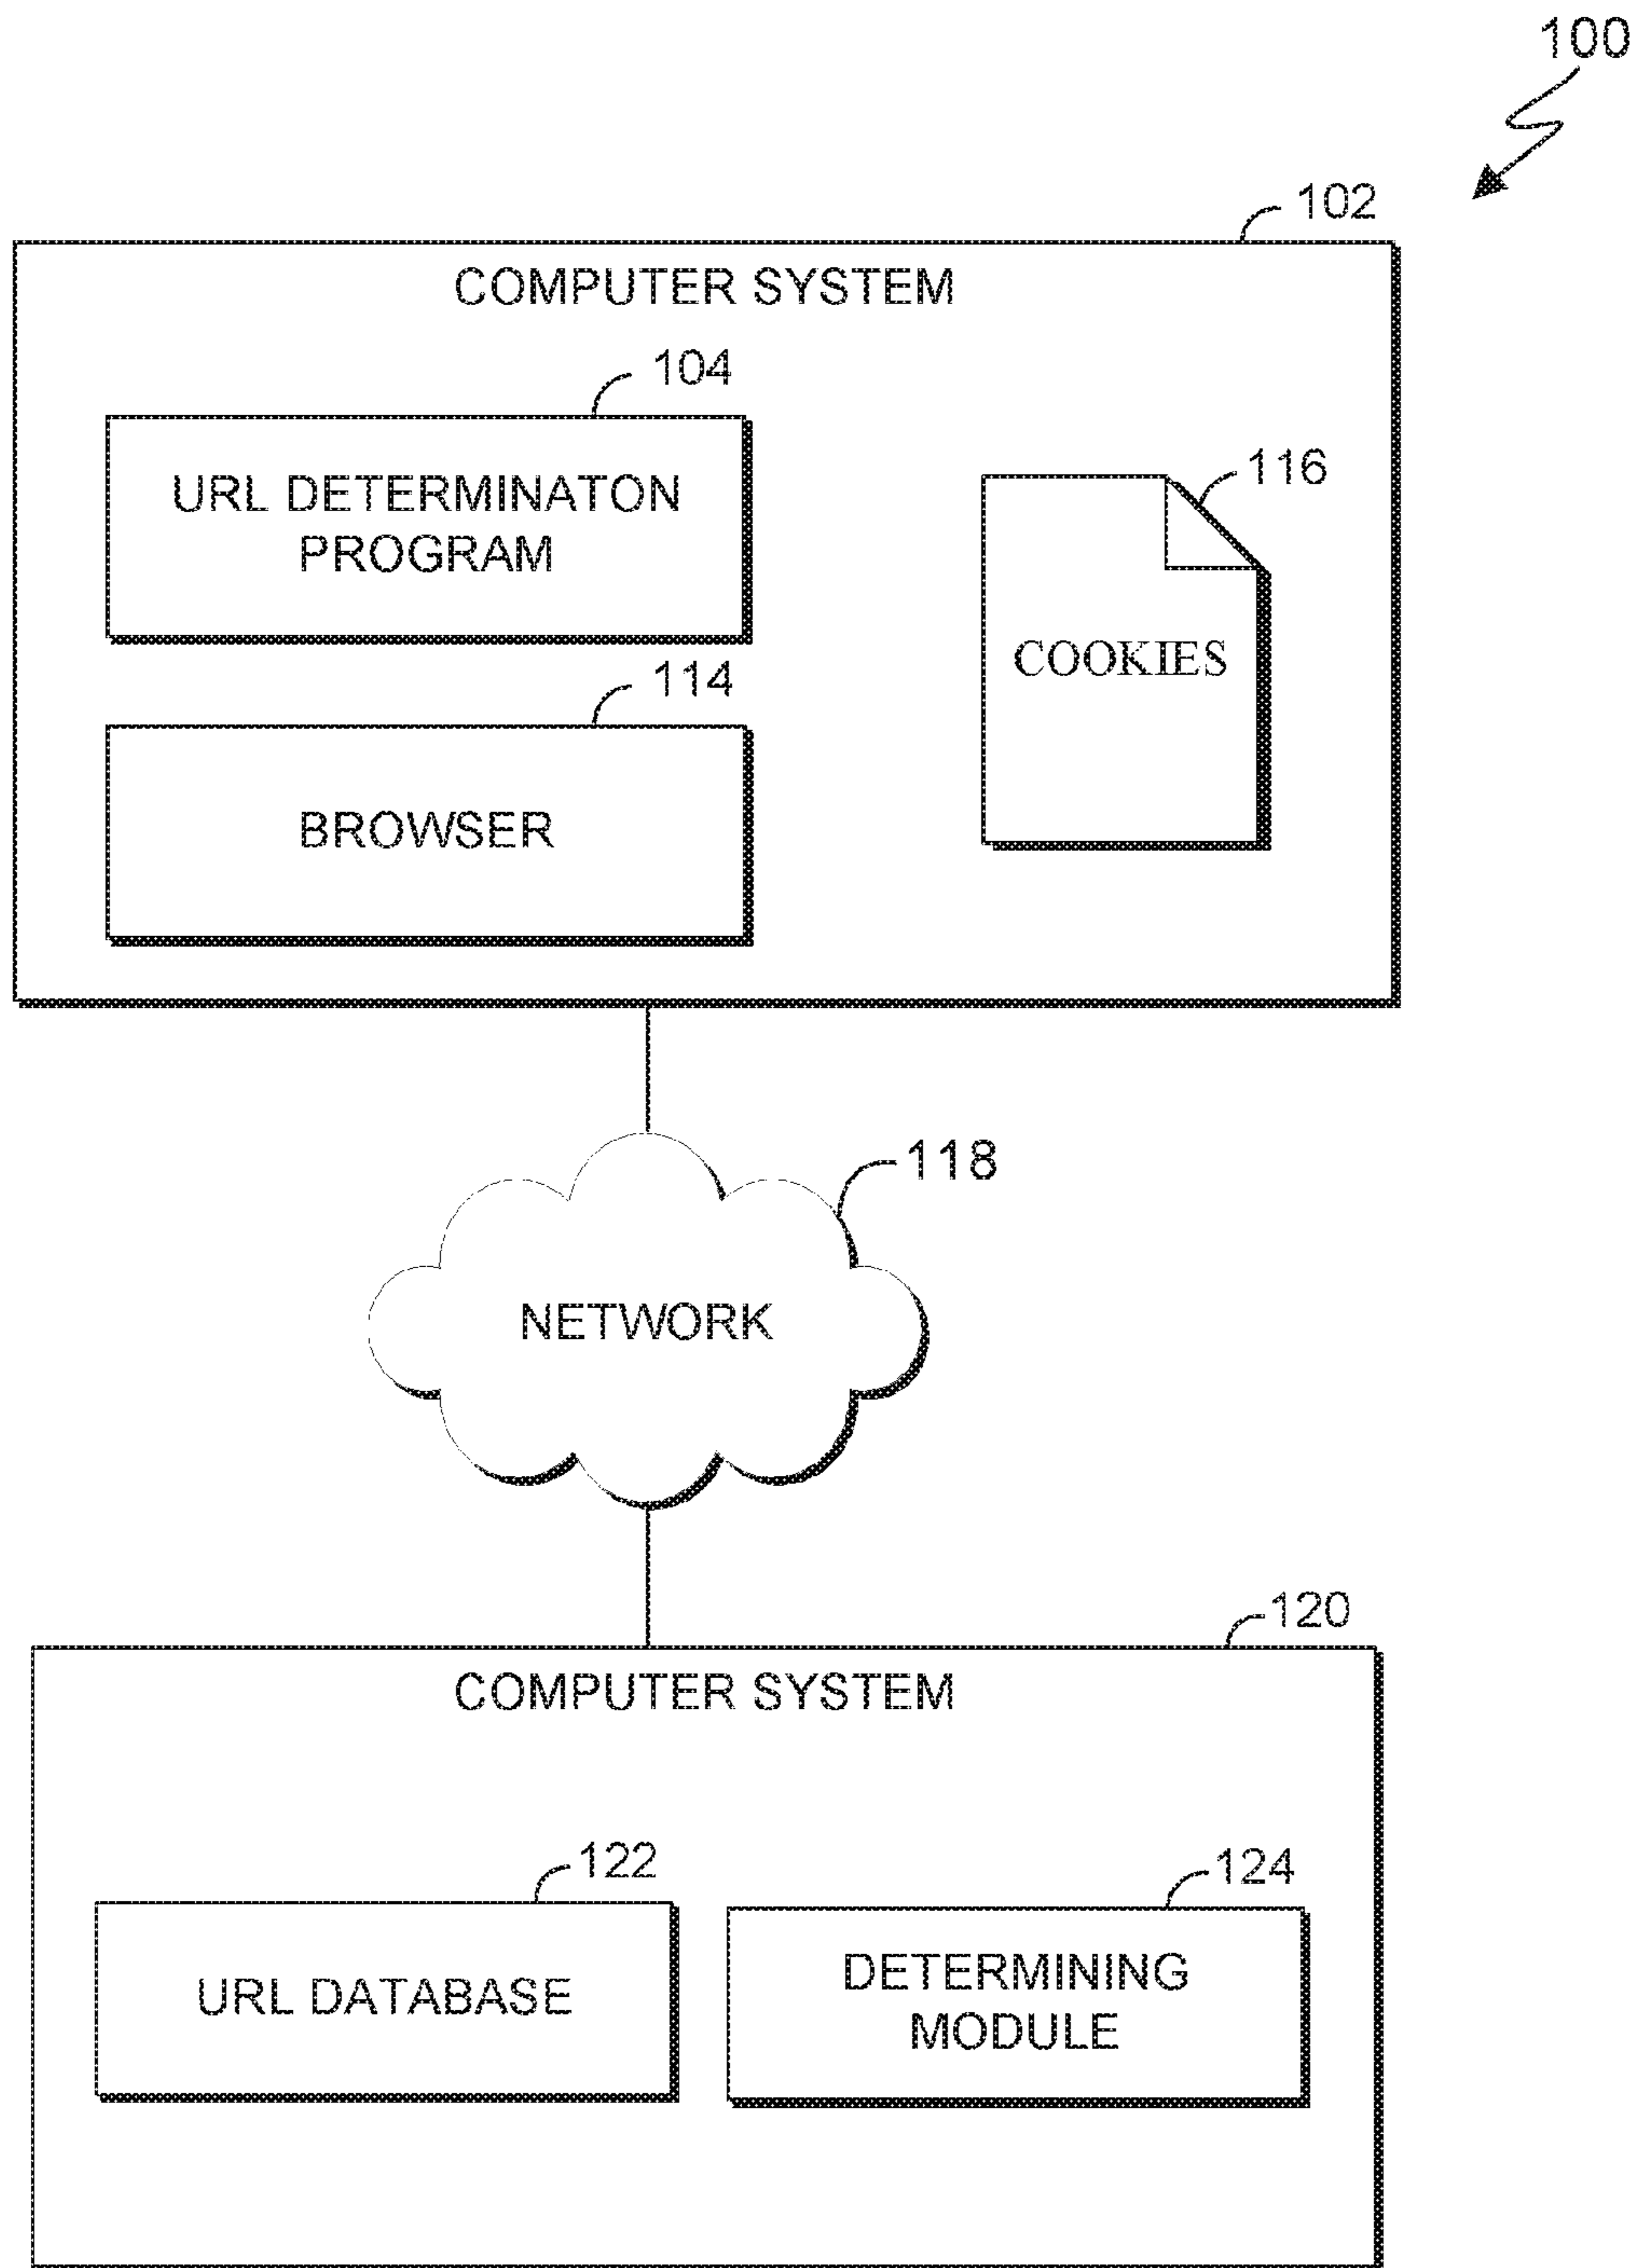 100
102
COMPUTER SYSTEM
104
URL DETERMINATON
PROGRAM
116
COOKIES
114
BROWSER
118
NETWORK
120
COMPUTER SYSTEM
122
URL DATABASE
124
DETERMINING
MODULE